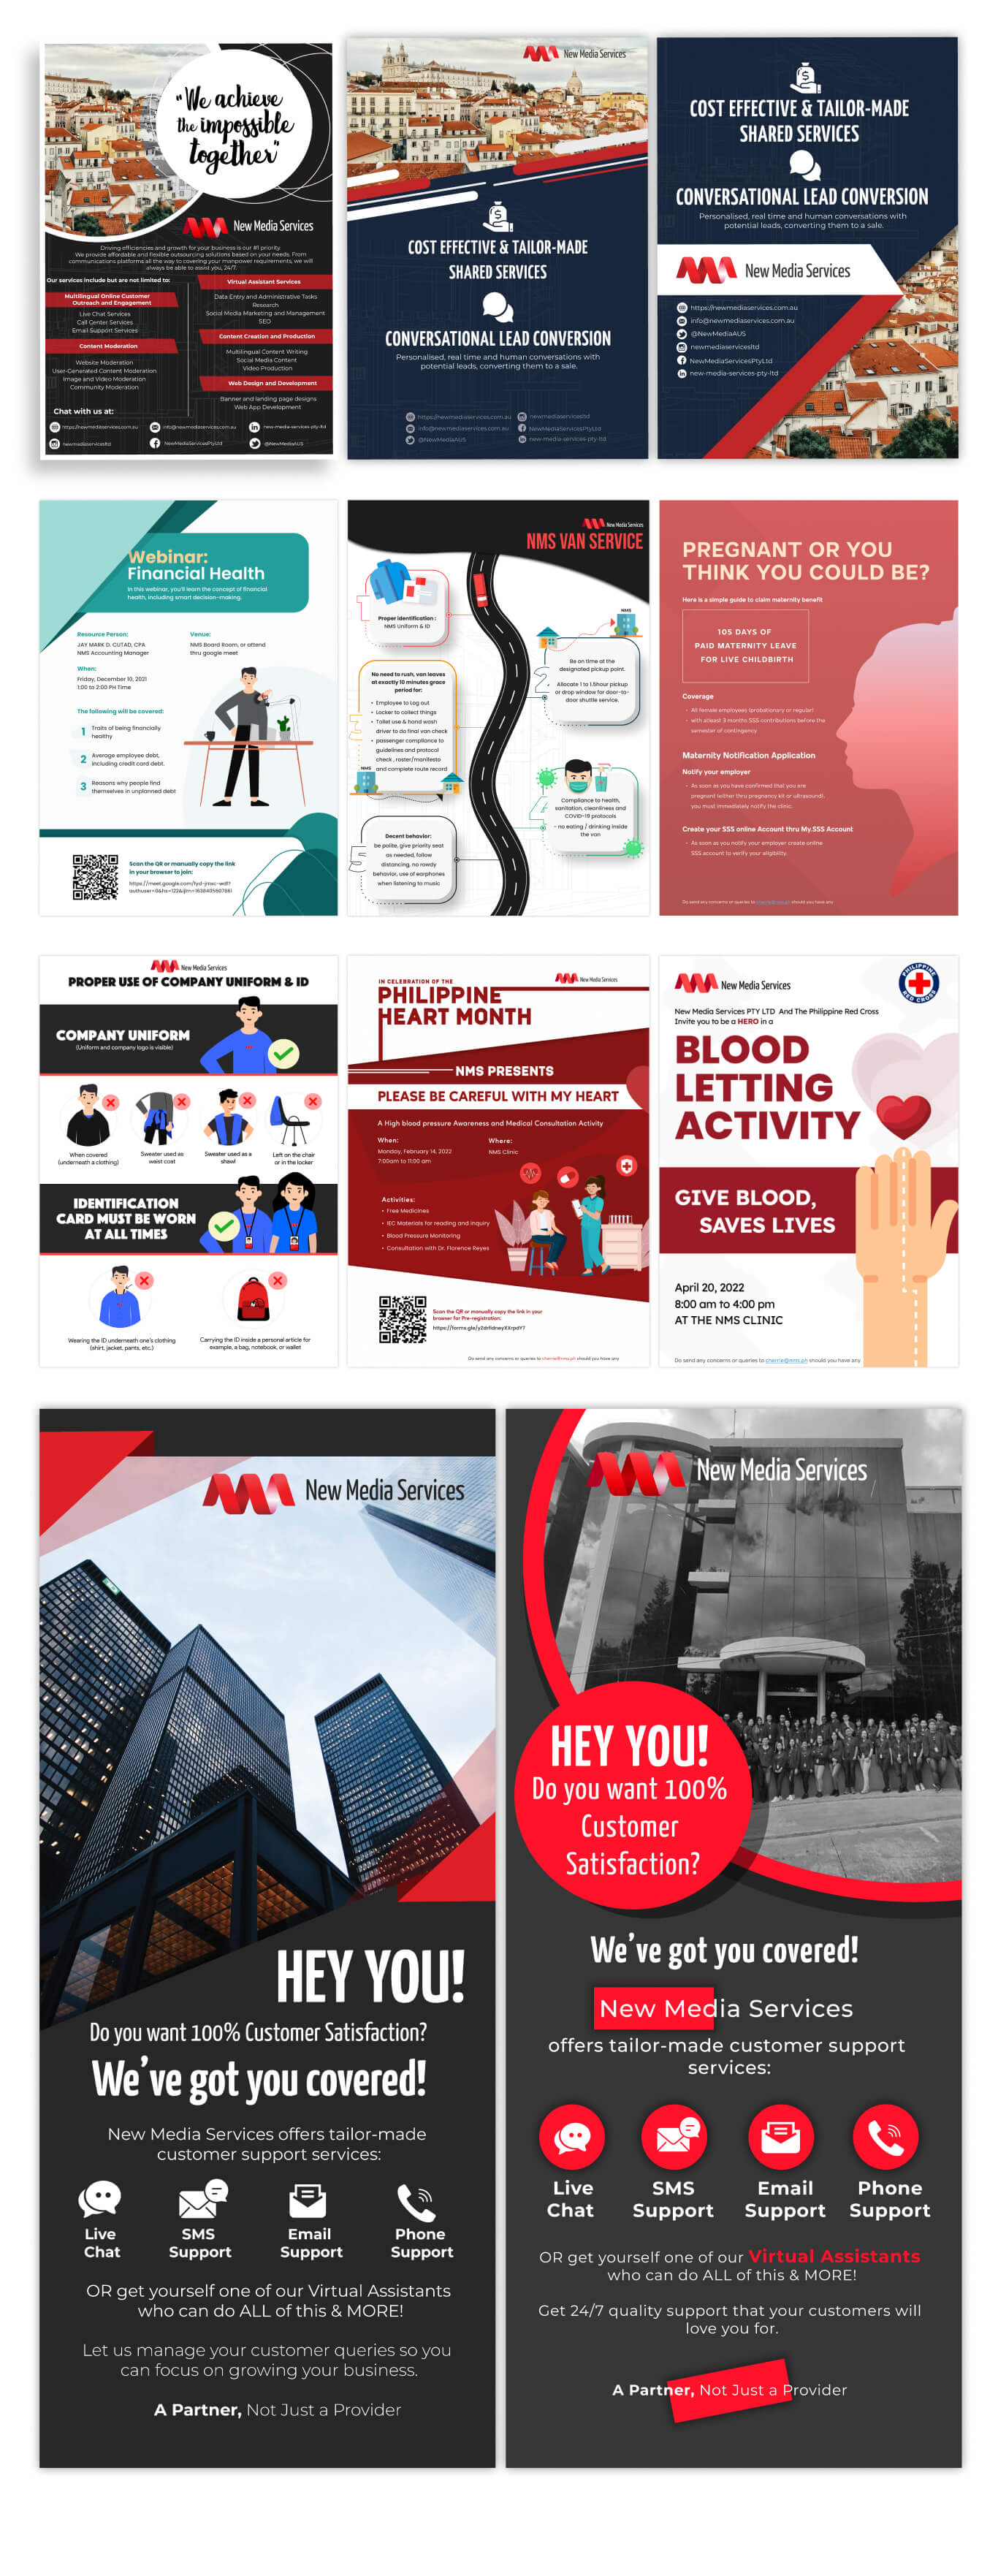 "We achieve
the impossible
together"
New Media Services
Driving efficiencies and growth for your business is our #1 priority.
We provide affordable and flexible outsourcing solutions based on your needs. From
communications platforms all the way to covering your manpower requirements, we will
always be able to assist you, 24/7.
Our services include but are not limited to:
Multilingual Online Customer
Outreach and Engagement
Live Chat Services
Call Center Services
Email Support Services
Content Moderation
Website Moderation
User-Generated Content Moderation
Image and Video Moderation
Community Moderation
Virtual Assistant Services
Data Entry and Administrative Tasks
Research
Social Media Marketing and Management
SEO
Content Creation and Production
Multilingual Content Writing
Social Media Content
Video Production
Web Design and Development
Banner and landing page designs
Web App Development
Chat with us at:
https://newmediaservices.com.au
info@newmediaservices.com.au
new-media-services-pty-ltd
newmediaservicesltd
NewMediaServicesPtyLtd
@NewMediaAUS
New Media Services
COST EFFECTIVE & TAILOR-MADE
SHARED SERVICES
CONVERSATIONAL LEAD CONVERSION
Personalised, real time and human conversations with
potential leads, converting them to a sale.
https://newmediaservices.com.au
newmediaservicesltd
info@newmediaservices.com.au
NewMediaServicesPtyLtd
@NewMediaAUS
new-media-services-pty-ltd
COST EFFECTIVE & TAILOR-MADE
SHARED SERVICES
CONVERSATIONAL LEAD CONVERSION
Personalised, real time and human conversations with
potential leads, converting them to a sale.
New Media Services
https://newmediaservices.com.au
info@newmediaservices.com.au
@NewMediaAUS
newmediaservicesltd
NewMediaServicesPtyLtd
new-media-services-pty-ltd
Webinar:
Financial Health
In this webinar, you'll learn the concept of financial
health, including smart decision-making.
Resource Person:
JAY MARK D. CUTAD, CPA
NMS Accounting Manager
Venue:
NMS Board Room, or attend
thru google meet
When:
Friday, December 10, 2021
1:00 to 2:00 PM Time
The following will be covered:
1 Traits of being financially
healthy
2 Average employee debt,
including credit card debt.
3 Reasons why people find
themselves in unplanned debt
Scan the QR or manually copy the link
in your browser to join:
New Media Services
NMS VAN SERVICE
1
Proper identification:
NMS Uniform & ID
NMS
2
Be on time at the
designated pickup point.
Allocate 1 to 1.5hour pickup
or drop window for door-to-
door shuttle service.
3
No need to rush, van leaves
at exactly 10 minutes grace
period for:
• Employee to Log out
• Locker to collect things
• Toilet use & hand wash
driver to do final van check
• passenger compliance to
guidelines and protocol
check, roster/manifesto
and complete route record
NMS
4
Compliance to health,
sanitation, cleanliness and
COVID-19 protocols
- no eating / drinking inside
the van
5
Decent behavior:
be polite, give priority seat
as needed, follow
distancing, no rowdy
behavior, use of earphones
when listening to music
PREGNANT OR YOU
THINK YOU COULD BE?
Here is a simple guide to claim maternity benefit
105 DAYS OF
PAID MATERNITY LEAVE
FOR LIVE CHILDBIRTH
Coverage
- All female employees (probationary or regular)
- with atleast 3 months SSS contributions before the
semester of contingency
Maternity Notification Application
Notify your employer
- As soon as you have confirmed that you are
pregnant (either thru pregnancy kit or ultrasound),
you must immediately notify the clinic.
Create your SSS online Account thru My.SSS Account
- As soon as you notify your employer create online
SSS account to verify your eligibility.
Do send any concerns or queries to cherrie@nms.ph should you have any
New Media Services
PROPER USE OF COMPANY UNIFORM & ID
COMPANY UNIFORM
(Uniform and company logo is visible)
When covered
(underneath a clothing)
Sweater used as
waist coat
Sweater used as a
shawl
Left on the chair
or in the locker
IDENTIFICATION
CARD MUST BE WORN
AT ALL TIMES
Wearing the ID underneath one's clothing
(shirt, jacket, pants, etc.)
Carrying the ID inside a personal article for
example, a bag, notebook, or wallet
IN CELEBRATION OF THE
PHILIPPINE
HEART MONTH
New Media Services
NMS PRESENTS
PLEASE BE CAREFUL WITH MY HEART
A High blood pressure Awareness and Medical Consultation Activity
When:
Monday, February 14, 2022
7:00am to 11:00 am
Where:
NMS Clinic
Activities:
• Free Medicines
• IEC Materials for reading and inquiry
• Blood Pressure Monitoring
• Consultation with Dr. Florence Reyes
Scan the QR or manually copy the link in your
browser for Pre-registration:
Do send any concerns or queries to cherrie@nms.ph should you have any
New Media Services
PHILIPPINE
RED CROSS
New Media Services PTY LTD And The Philippine Red Cross
Invite you to be a HERO in a
BLOOD
LETTING
ACTIVITY
GIVE BLOOD,
SAVES LIVES
April 20, 2022
8:00 am to 4:00 pm
AT THE NMS CLINIC
Do send any concerns or queries to cherrie@nms.ph should you have any
New Media Services
HEY YOU!
Do you want 100% Customer Satisfaction?
We've got you covered!
New Media Services offers tailor-made
customer support services:
Live
Chat
SMS
Support
Email
Support
Phone
Support
OR get yourself one of our Virtual Assistants
who can do ALL of this & MORE!
Let us manage your customer queries so you
can focus on growing your business.
A Partner, Not Just a Provider
New Media Services
HEY YOU!
Do you want 100%
Customer
Satisfaction?
We've got you covered!
New Media Services
offers tailor-made customer support
services:
Live
Chat
SMS
Support
Email
Support
Phone
Support
OR get yourself one of our Virtual Assistants
who can do ALL of this & MORE!
Get 24/7 quality support that your customers will
love you for.
A Partner, Not Just a Provider